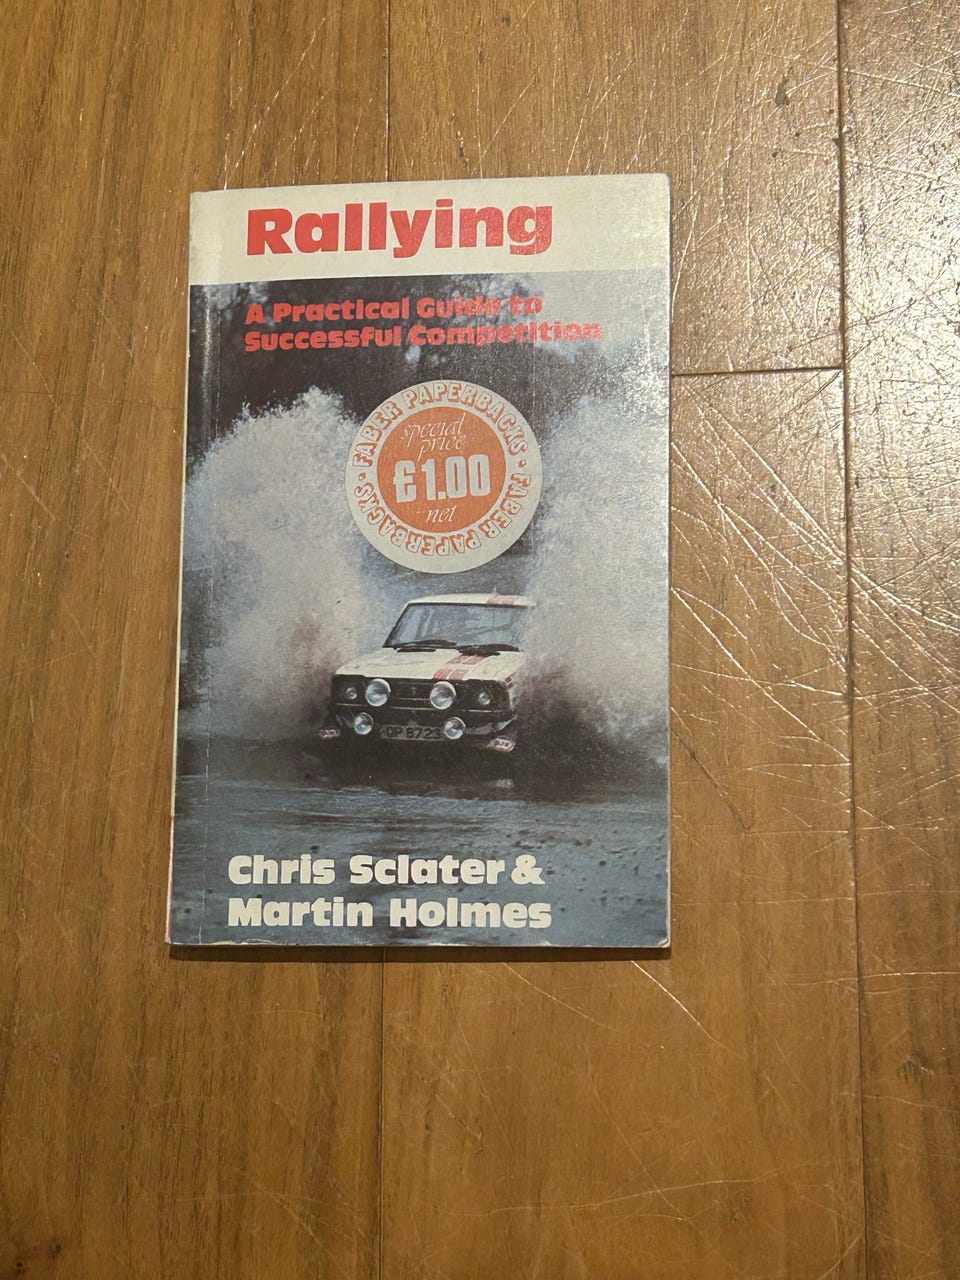 Rallying
A Practical Guide to
Successful Competition
FABER PAPERBACKS · FABER PAPERBACKS ·
special
price
£1.00
net
Chris Sclater &
Martin Holmes